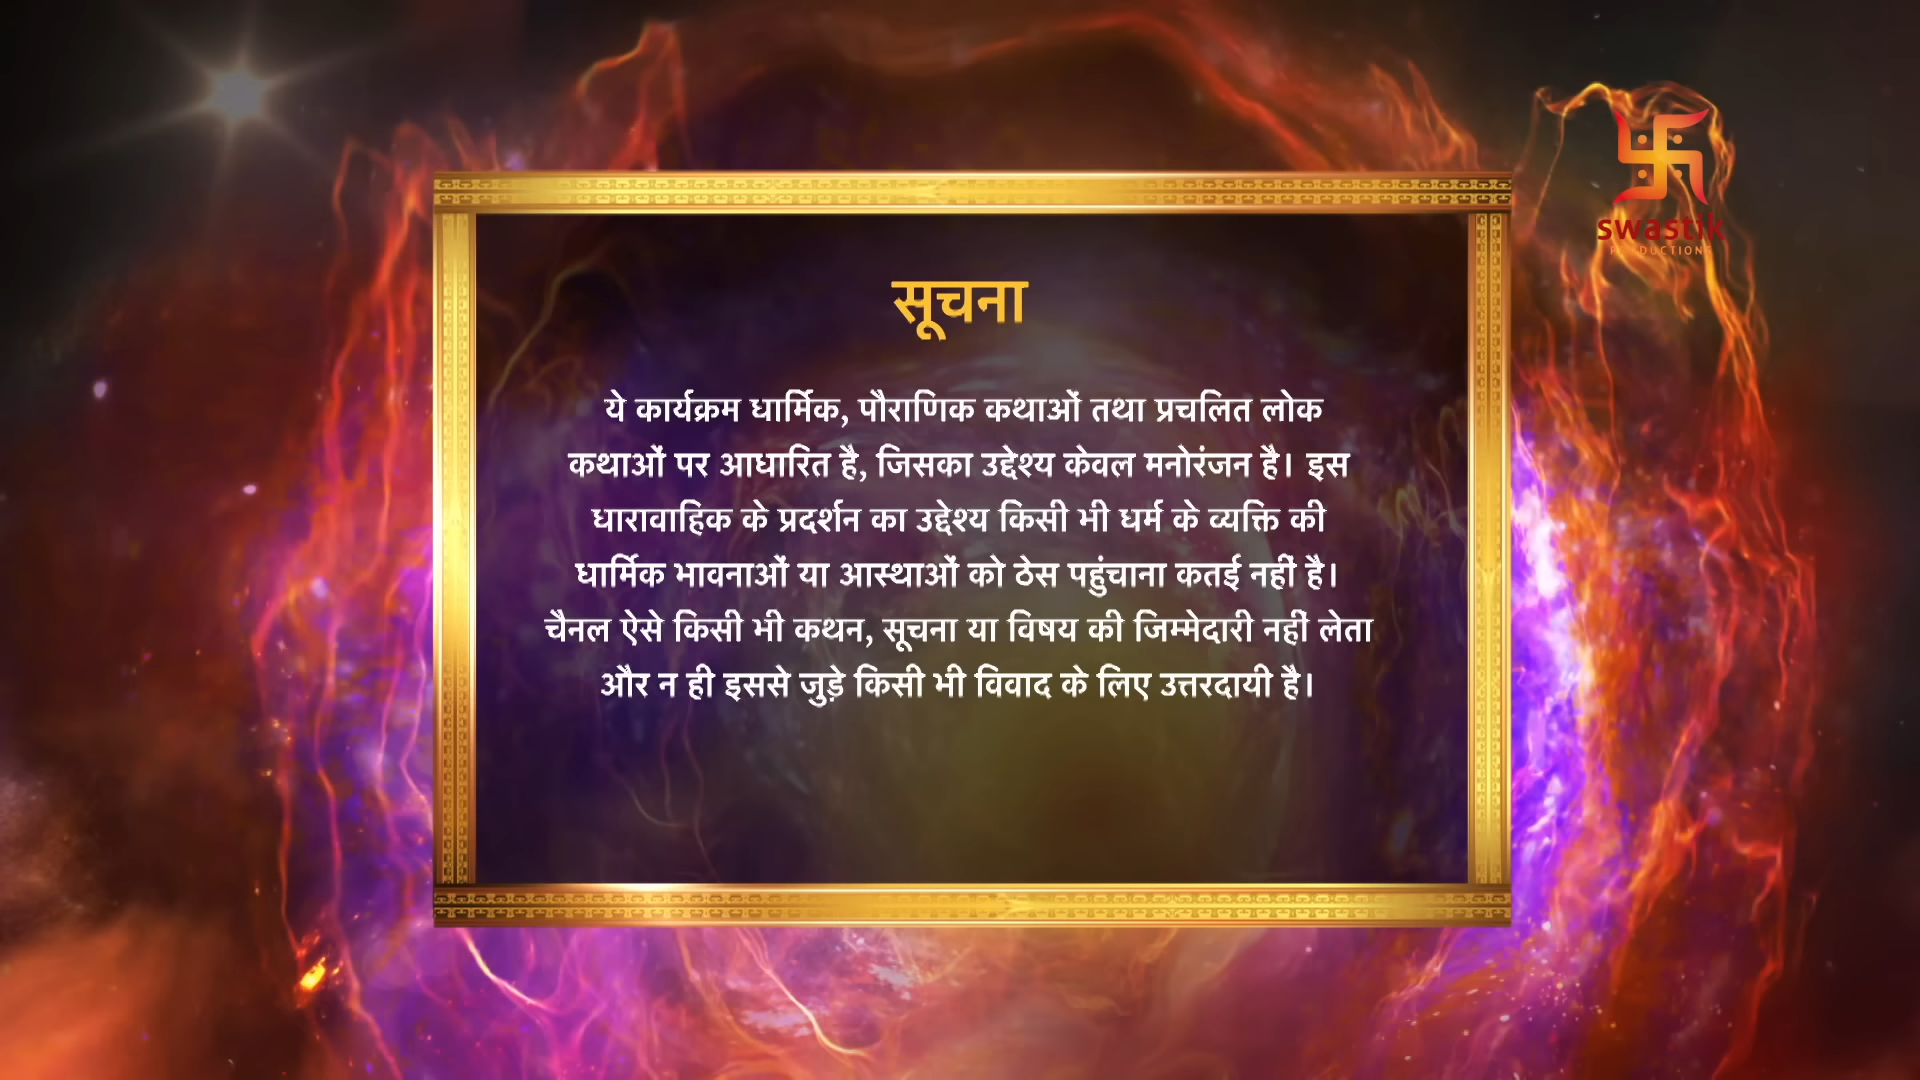 swastik
PRODUCTIONS
सूचना
ये कार्यक्रम धार्मिक, पौराणिक कथाओं तथा प्रचलित लोक
कथाओं पर आधारित है, जिसका उद्देश्य केवल मनोरंजन है। इस
धारावाहिक के प्रदर्शन का उद्देश्य किसी भी धर्म के व्यक्ति की
धार्मिक भावनाओं या आस्थाओं को ठेस पहुंचाना कतई नहीं है।
चैनल ऐसे किसी भी कथन, सूचना या विषय की जिम्मेदारी नहीं लेता
और न ही इससे जुड़े किसी भी विवाद के लिए उत्तरदायी है।